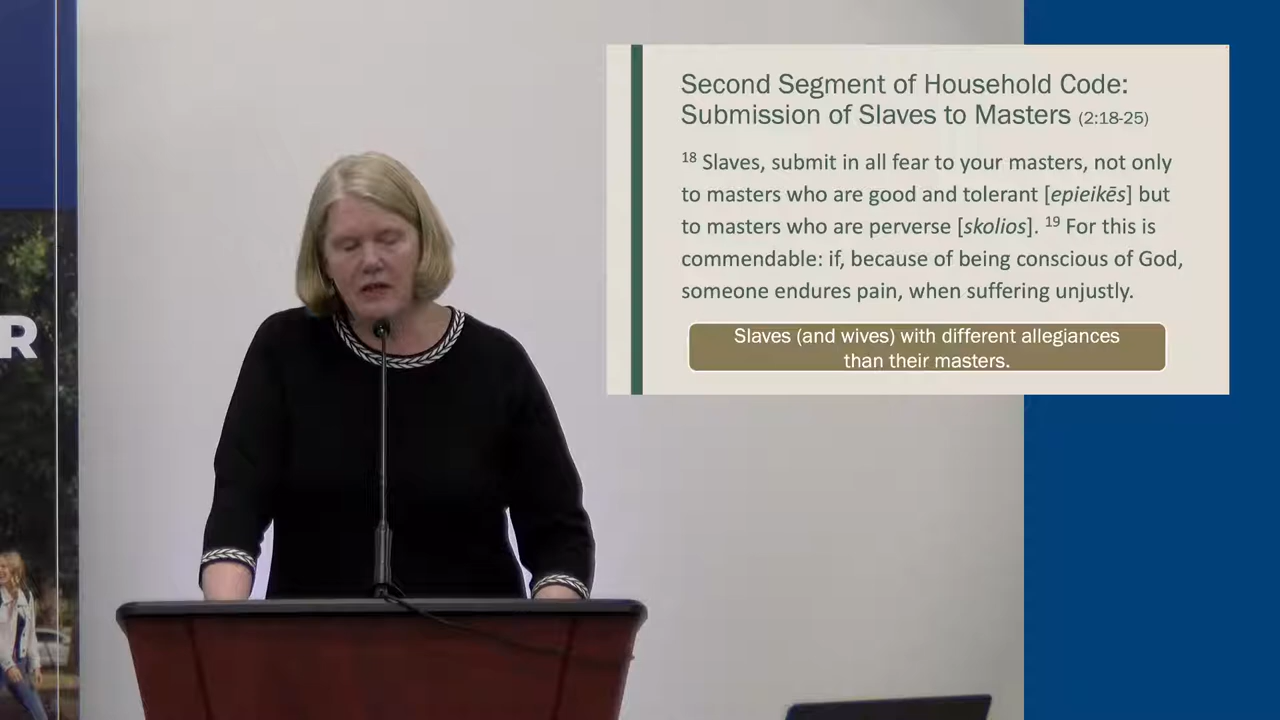 R
Second Segment of Household Code:
Submission of Slaves to Masters (2:18-25)
18 Slaves, submit in all fear to your masters, not only
to masters who are good and tolerant [epieikēs] but
to masters who are perverse [skolios]. 19 For this is
commendable: if, because of being conscious of God,
someone endures pain, when suffering unjustly.
Slaves (and wives) with different allegiances
than their masters.